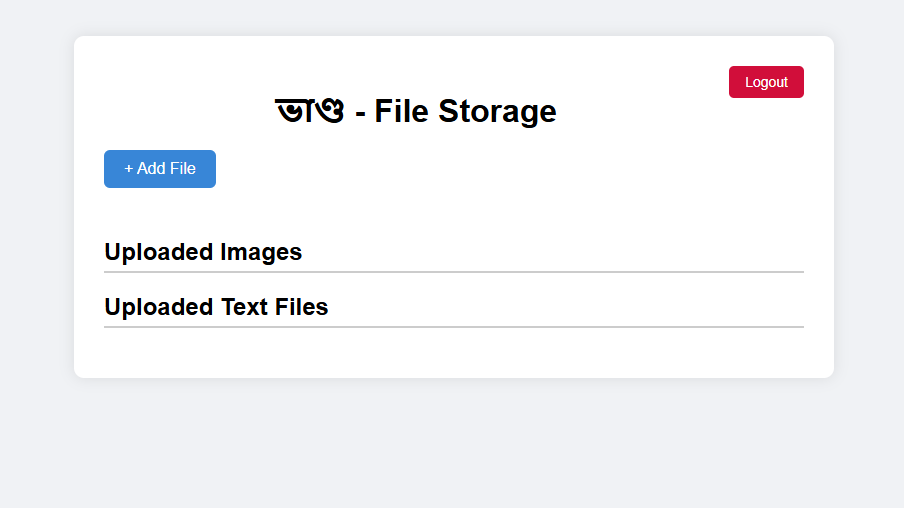 Logout
ভাণ্ড - File Storage
+ Add File
Uploaded Images
Uploaded Text Files